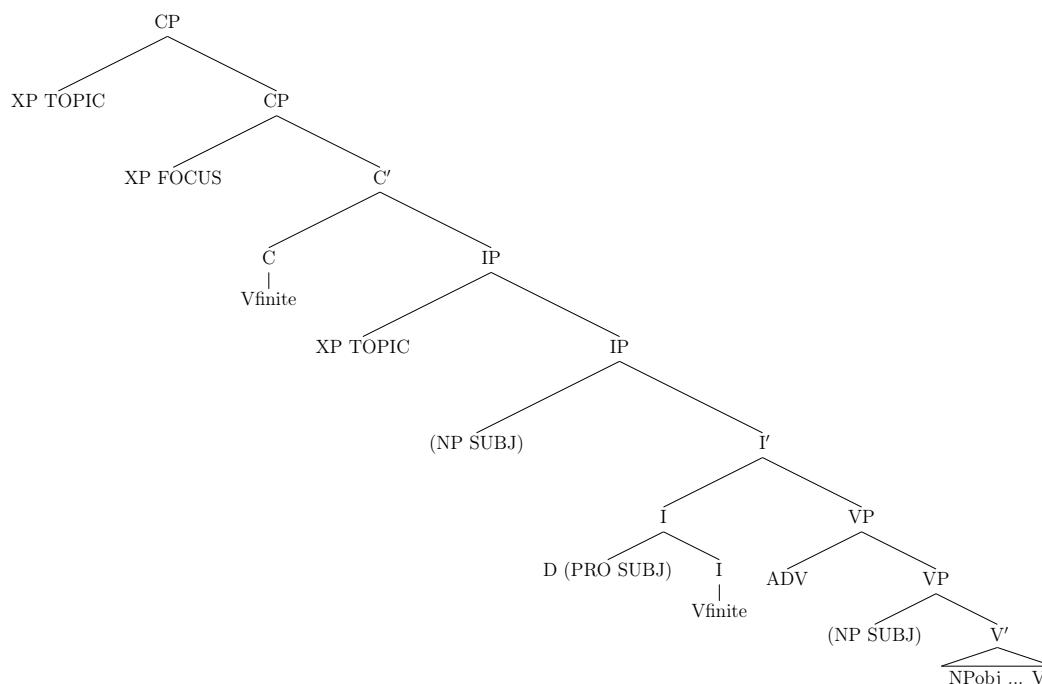 CP
XP TOPIC CP
XP FOCUS C′
C IP
Vfinite
XP TOPIC IP
(NP SUBJ) I′
I VP
D (PRO SUBJ) I ADV VP
Vfinite
(NP SUBJ) V′
NPobj ... V